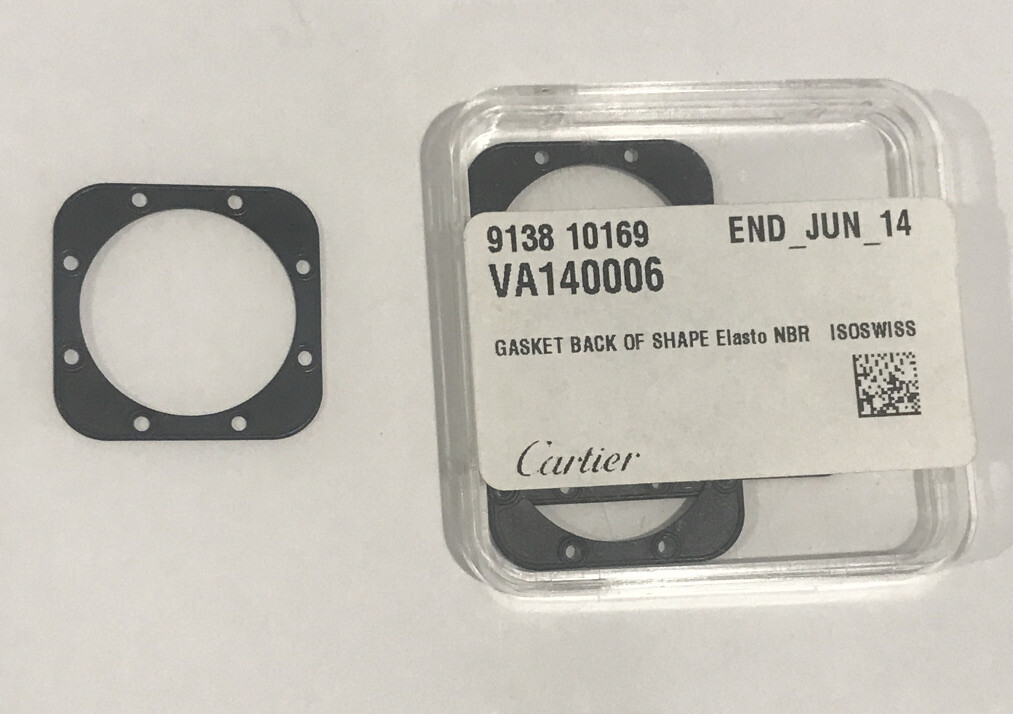 9138 10169 END_JUN_14
VA140006
GASKET BACK OF SHAPE Elasto NBR ISOSWISS
Cartier